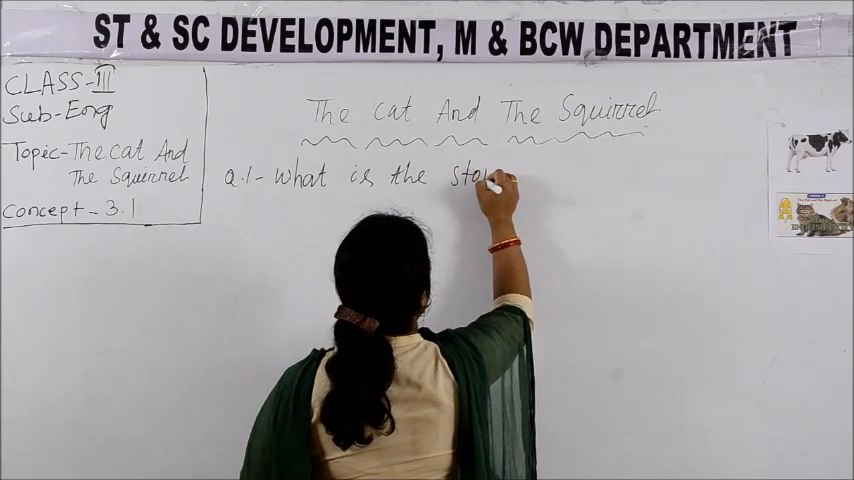 ST & SC DEVELOPMENT, M & BCW DEPARTMENT
CLASS-III
Sub-Eng
Topic-The cat And
The Squirrel
Concept-3.1
The cat And The Squirrel
Q.1- What is the sto